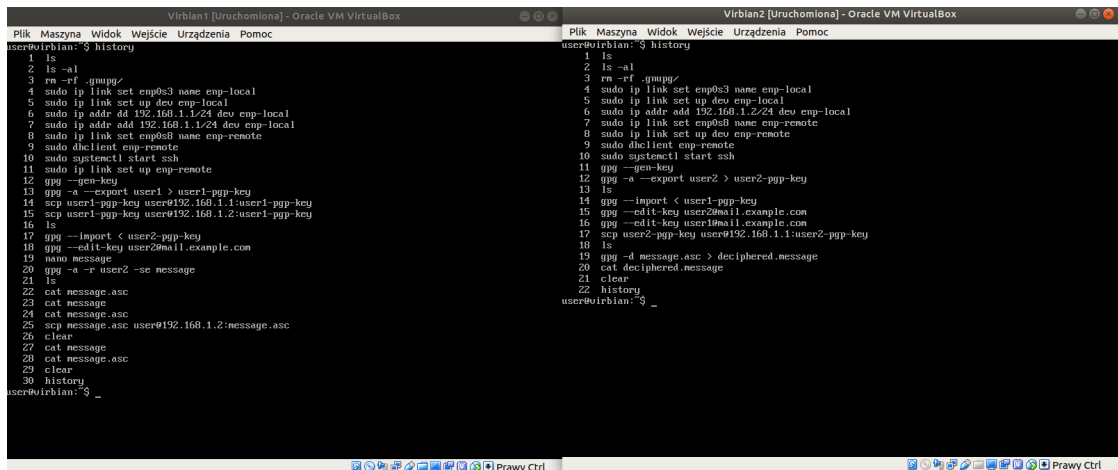 Virbian1 [Uruchomiona] - Oracle VM VirtualBox
Plik Maszyna Widok Wejście Urządzenia Pomoc
user@virbian:~$ history
1 ls
2 ls -al
3 rm -rf .gnupg/
4 sudo ip link set enp0s3 name enp-local
5 sudo ip link set up dev enp-local
6 sudo ip addr dd 192.168.1.1/24 dev enp-local
7 sudo ip addr add 192.168.1.1/24 dev enp-local
8 sudo ip link set enp0s8 name enp-remote
9 sudo dhclient enp-remote
10 sudo systemctl start ssh
11 sudo ip link set up enp-remote
12 gpg --gen-key
13 gpg -a --export user1 > user1-pgp-key
14 scp user1-pgp-key user@192.168.1.1:user1-pgp-key
15 scp user1-pgp-key user@192.168.1.2:user1-pgp-key
16 ls
17 gpg --import < user2-pgp-key
18 gpg --edit-key user2@mail.example.com
19 nano message
20 gpg -a -r user2 -se message
21 ls
22 cat message.asc
23 cat message
24 cat message.asc
25 scp message.asc user@192.168.1.2:message.asc
26 clear
27 cat message
28 cat message.asc
29 clear
30 history
user@virbian:~$ _
Prawy Ctrl
Virbian2 [Uruchomiona] - Oracle VM VirtualBox
Plik Maszyna Widok Wejście Urządzenia Pomoc
user@virbian:~$ history
1 ls
2 ls -al
3 rm -rf .gnupg/
4 sudo ip link set enp0s3 name enp-local
5 sudo ip link set up dev enp-local
6 sudo ip addr add 192.168.1.2/24 dev enp-local
7 sudo ip link set enp0s8 name enp-remote
8 sudo ip link set up dev enp-remote
9 sudo dhclient enp-remote
10 sudo systemctl start ssh
11 gpg --gen-key
12 gpg -a --export user2 > user2-pgp-key
13 ls
14 gpg --import < user1-pgp-key
15 gpg --edit-key user2@mail.example.com
16 gpg --edit-key user1@mail.example.com
17 scp user2-pgp-key user@192.168.1.1:user2-pgp-key
18 ls
19 gpg -d message.asc > deciphered.message
20 cat deciphered.message
21 clear
22 history
user@virbian:~$ _
Prawy Ctrl